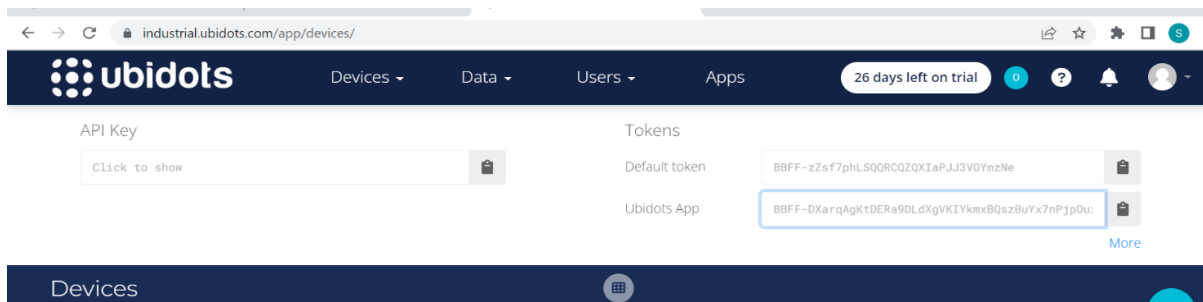 industrial.ubidots.com/app/devices/
S
ubidots Devices Data Users Apps 26 days left on trial 0 ?
API Key
Click to show
Tokens
Default token BBFF-zZsf7phLSQQRCQZQXIaPJJ3V0YmzNe
Ubidots App BBFF-DXarqAgKtDERa9DLdXgVKIYkmxBQsz0uYx7nPjpOu
More
Devices